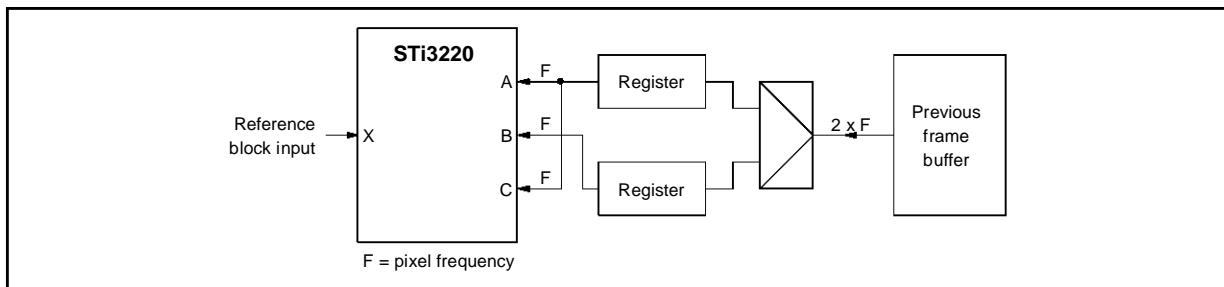 STi3220
A
F
Register
B
F
C
F
Register
Reference
block input
X
2 x F
Previous
frame
buffer
F = pixel frequency